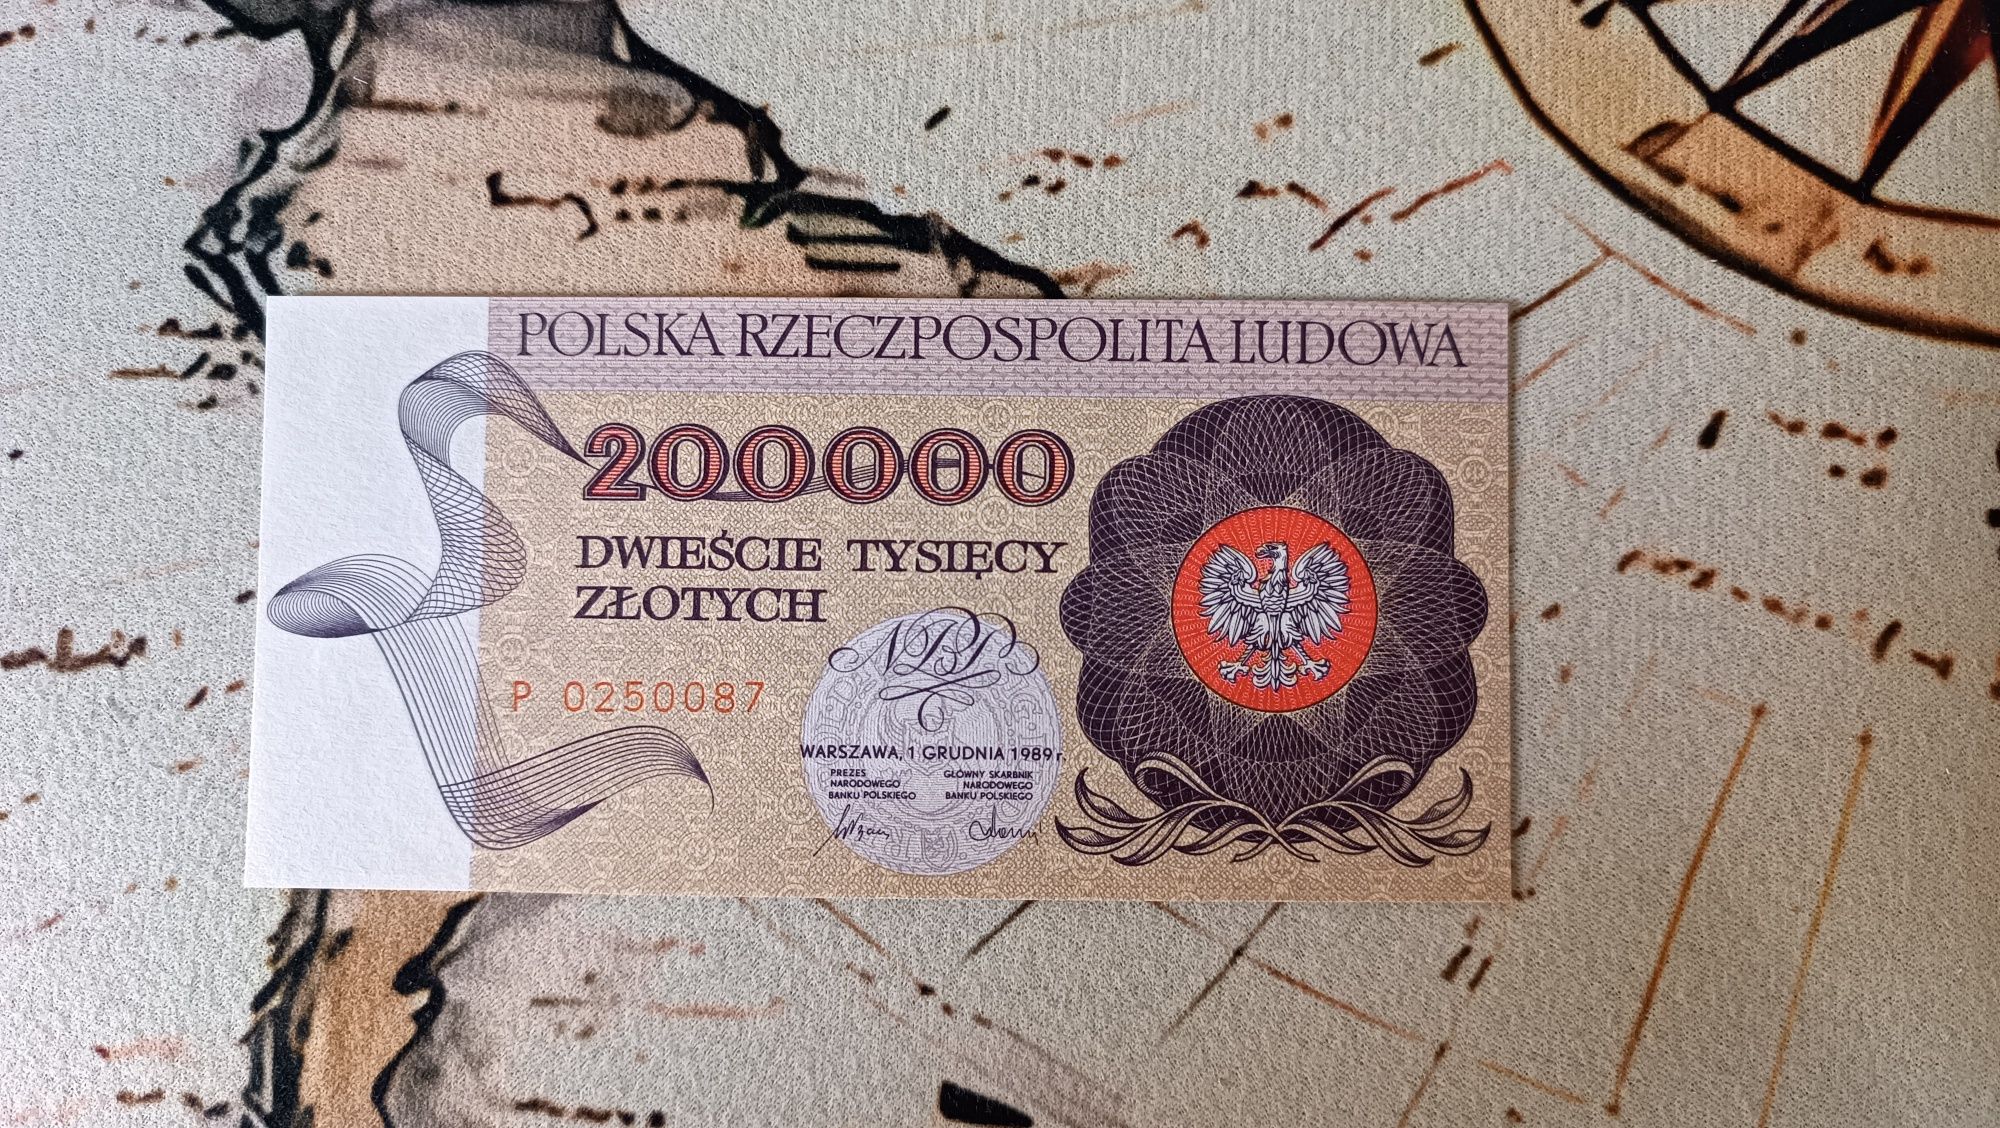 POLSKA RZECZPOSPOLITA LUDOWA
200000
DWIEŚCIE TYSIĘCY
ZŁOTYCH
NBP
P 0250087
WARSZAWA, 1 GRUDNIA 1989 r.
PREZES
NARODOWEGO
BANKU POLSKIEGO
GŁÓWNY SKARBNIK
NARODOWEGO
BANKU POLSKIEGO